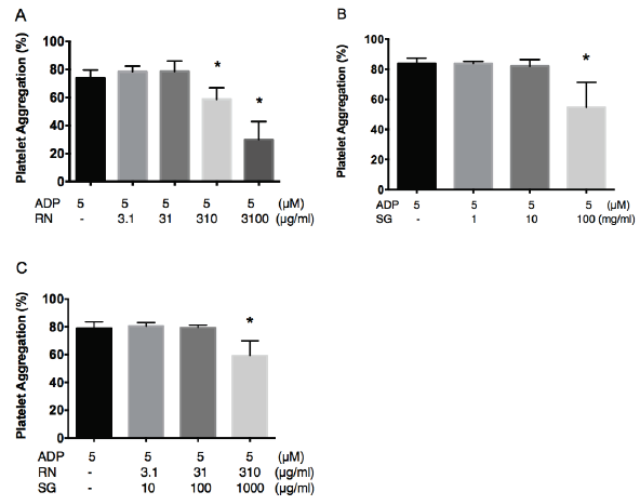 A
Platelet Aggregation (%)
100
80
60
40
20
0
*
*
ADP 5 5 5 5 5 (μM)
RN - 3.1 31 310 3100 (μg/ml)
B
Platelet Aggregation (%)
100
80
60
40
20
0
*
ADP 5 5 5 5 (μM)
SG - 1 10 100 (mg/ml)
C
Platelet Aggregation (%)
100
80
60
40
20
0
*
ADP 5 5 5 5 (μM)
RN - 3.1 31 310 (μg/ml)
SG - 10 100 1000 (μg/ml)